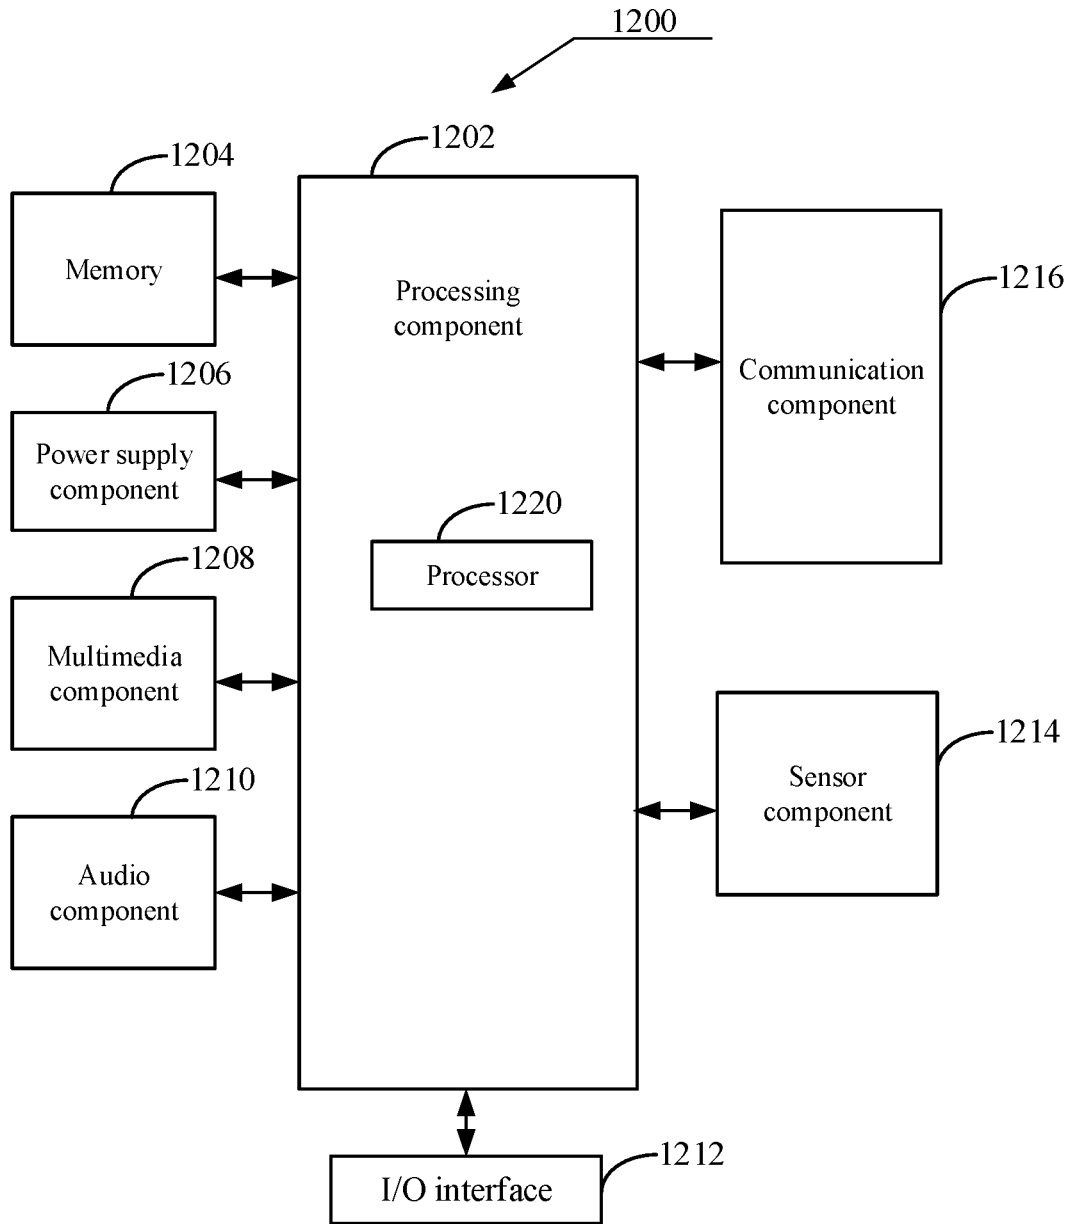 1200
1202
1204
Memory
Processing
component
1216
Communication
component
1206
Power supply
component
1220
Processor
1208
Multimedia
component
1214
Sensor
component
1210
Audio
component
1212
I/O interface